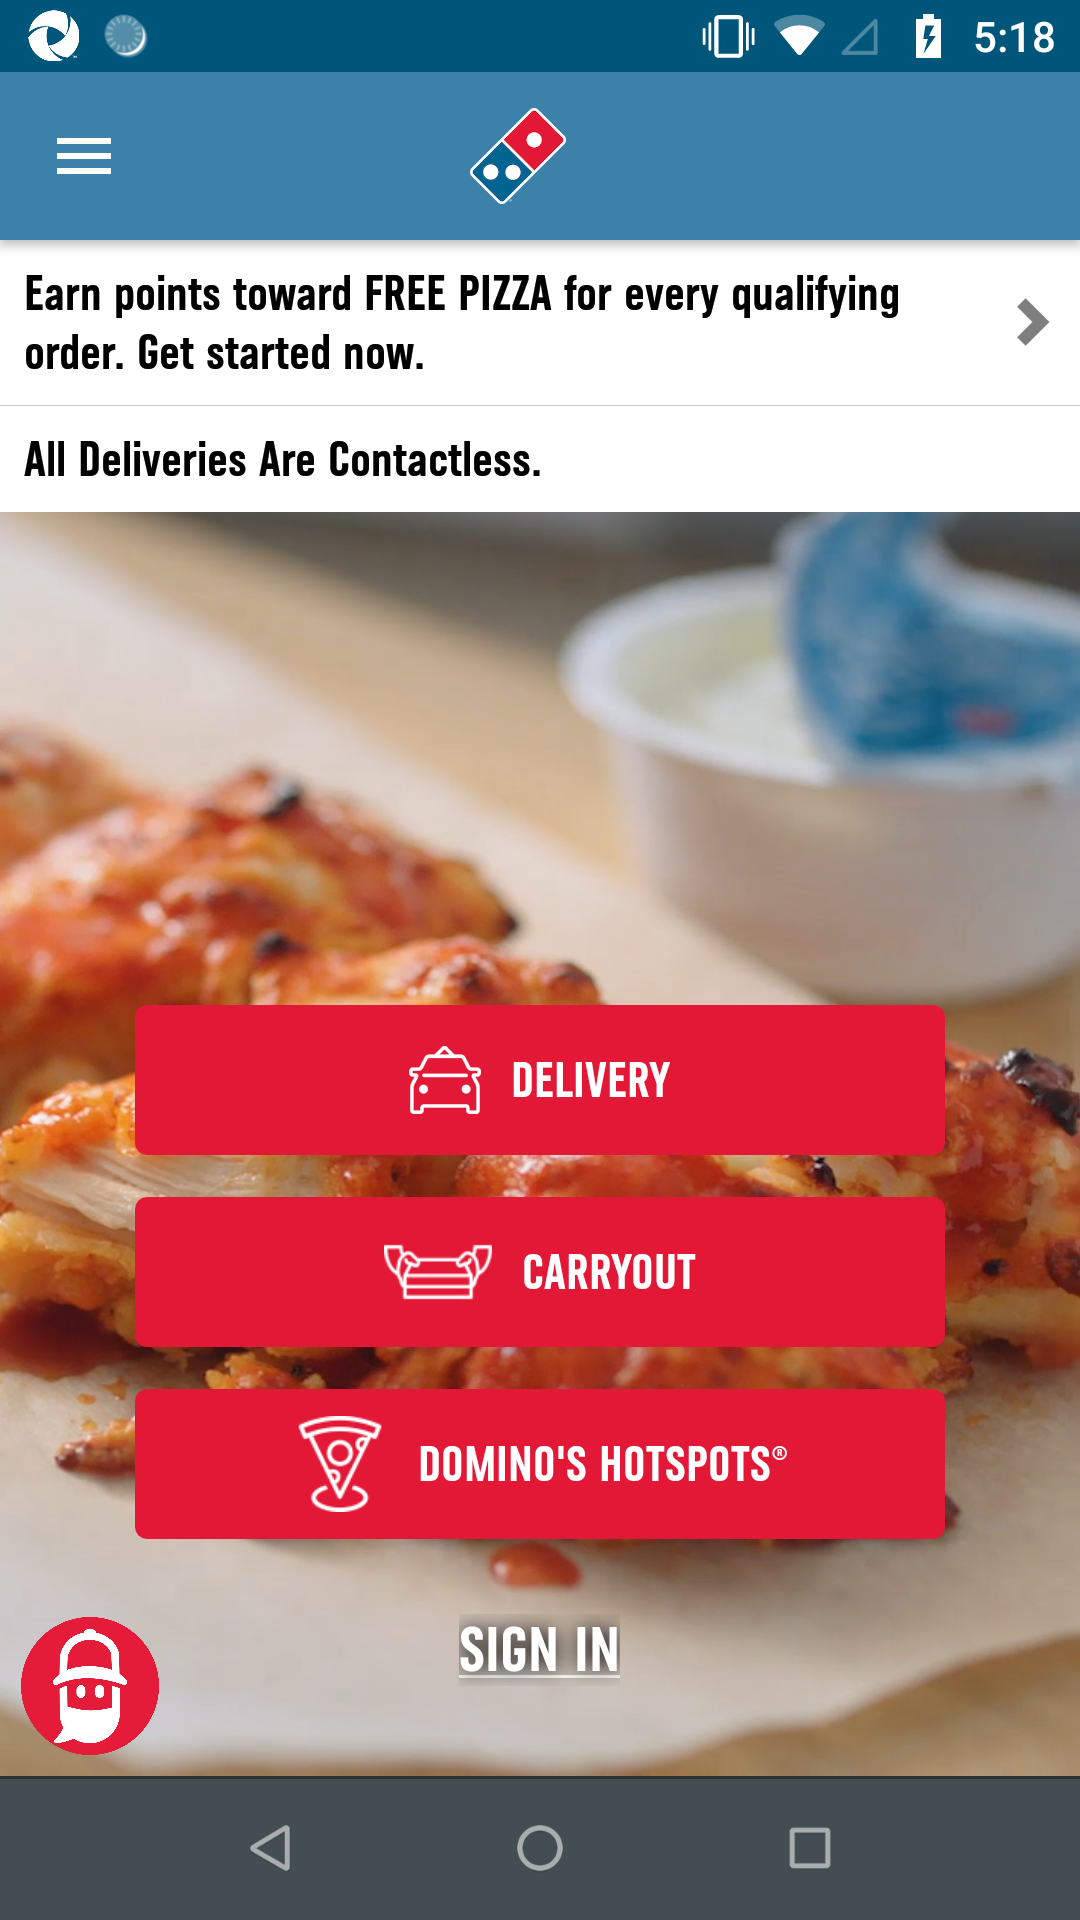 5:18
Earn points toward FREE PIZZA for every qualifying
order. Get started now.
All Deliveries Are Contactless.
DELIVERY
CARRYOUT
DOMINO'S HOTSPOTS®
SIGN IN